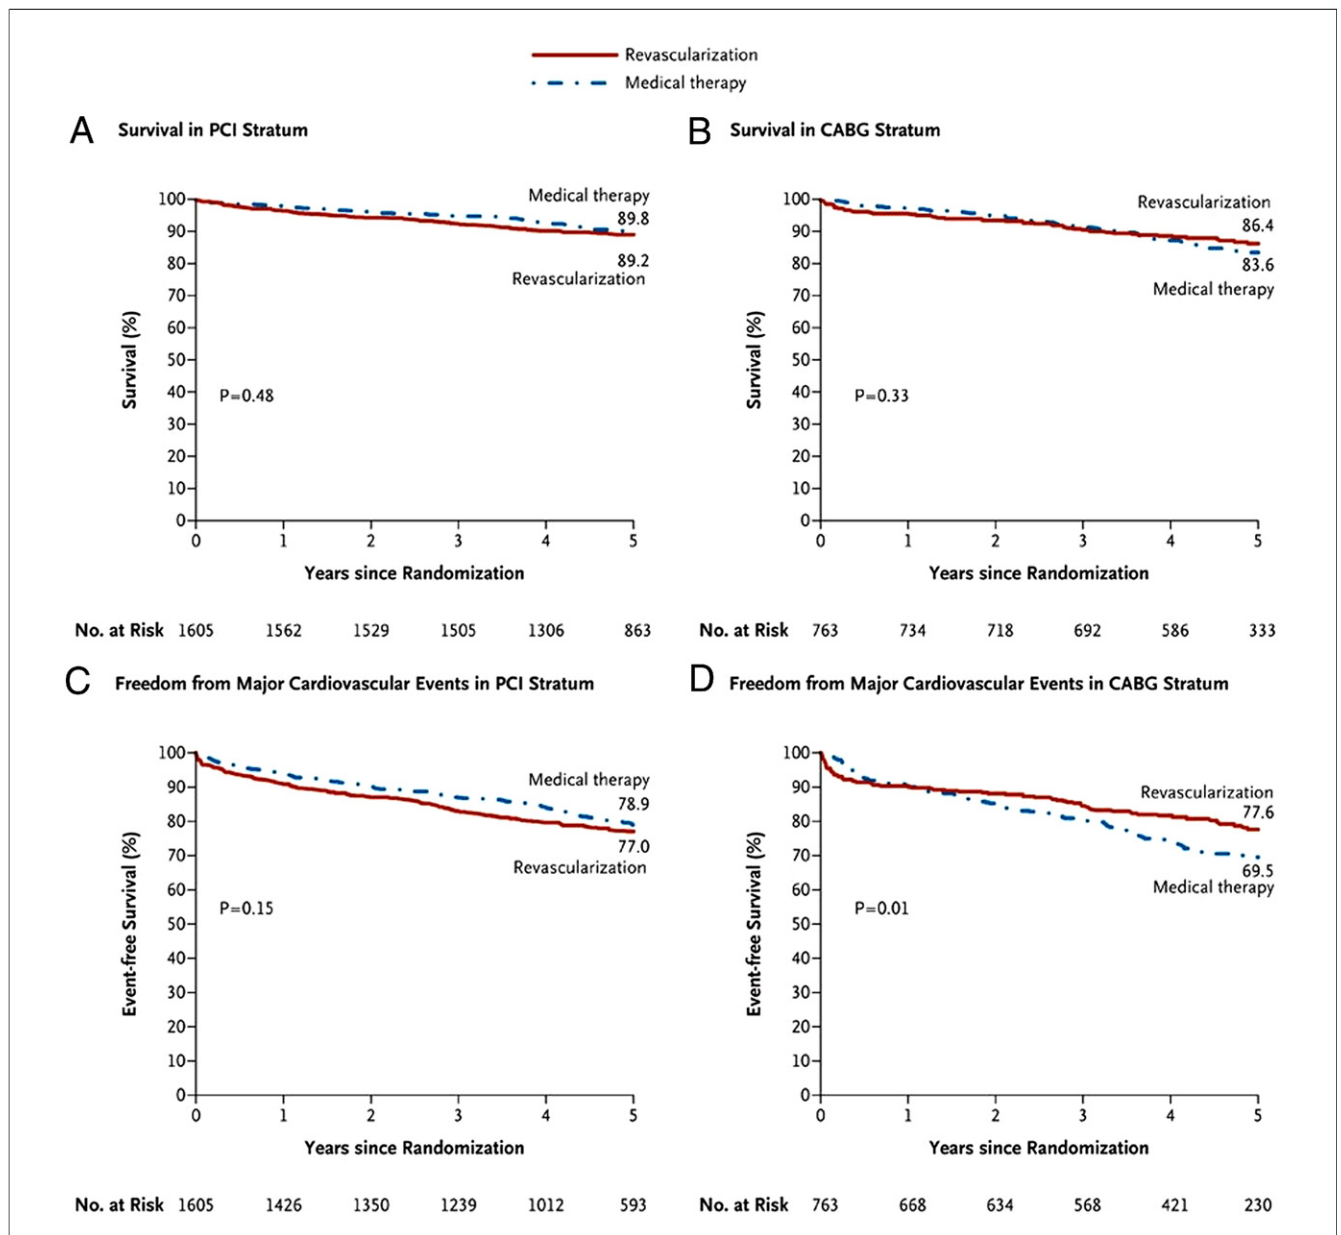 Revascularization
Medical therapy
A Survival in PCI Stratum
100
90
80
70
60
50
40
30
20
10
0
Survival (%)
Medical therapy
89.8
89.2
Revascularization
P=0.48
0 1 2 3 4 5
Years since Randomization
No. at Risk 1605 1562 1529 1505 1306 863
B Survival in CABG Stratum
100
90
80
70
60
50
40
30
20
10
0
Survival (%)
Revascularization
86.4
83.6
Medical therapy
P=0.33
0 1 2 3 4 5
Years since Randomization
No. at Risk 763 734 718 692 586 333
C Freedom from Major Cardiovascular Events in PCI Stratum
100
90
80
70
60
50
40
30
20
10
0
Event-free Survival (%)
Medical therapy
78.9
77.0
Revascularization
P=0.15
0 1 2 3 4 5
Years since Randomization
No. at Risk 1605 1426 1350 1239 1012 593
D Freedom from Major Cardiovascular Events in CABG Stratum
100
90
80
70
60
50
40
30
20
10
0
Event-free Survival (%)
Revascularization
77.6
69.5
Medical therapy
P=0.01
0 1 2 3 4 5
Years since Randomization
No. at Risk 763 668 634 568 421 230